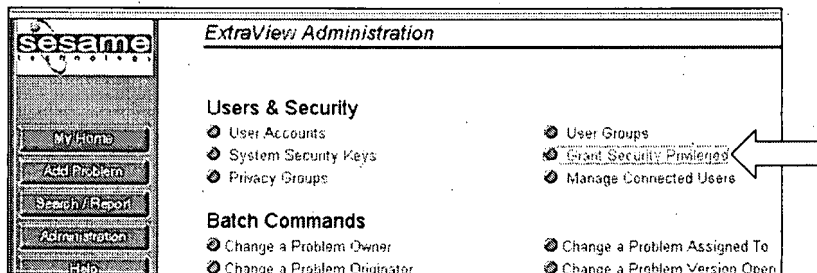 sesame
technology
ExtraView Administration
Users & Security
User Accounts
User Groups
System Security Keys
Grant Security Privileges
Privacy Groups
Manage Connected Users
My Home
Add Problem
Search / Report
Administration
Help
Batch Commands
Change a Problem Owner
Change a Problem Assigned To
Change a Problem Originator
Change a Problem Version Open